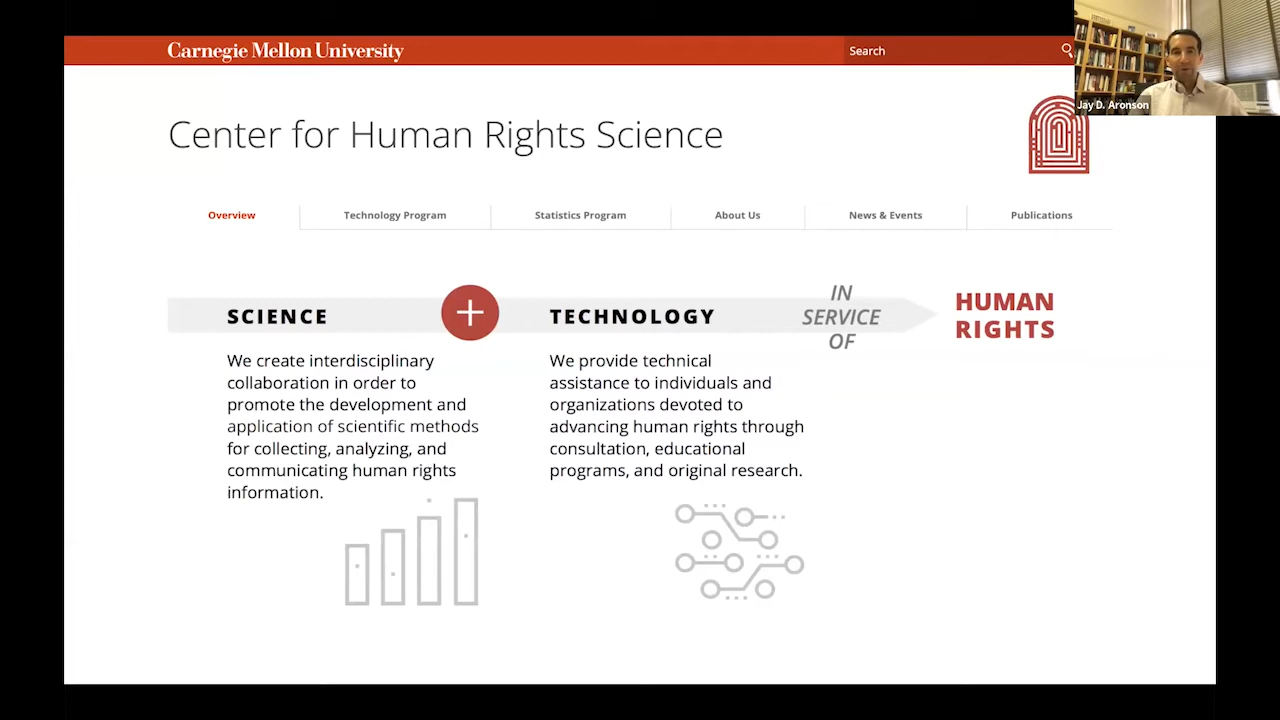 Carnegie Mellon University
Search
Jay D. Aronson
Center for Human Rights Science
Overview
Technology Program
Statistics Program
About Us
News & Events
Publications
SCIENCE
+
TECHNOLOGY
IN
SERVICE
OF
HUMAN
RIGHTS
We create interdisciplinary
collaboration in order to
promote the development and
application of scientific methods
for collecting, analyzing, and
communicating human rights
information.
We provide technical
assistance to individuals and
organizations devoted to
advancing human rights through
consultation, educational
programs, and original research.